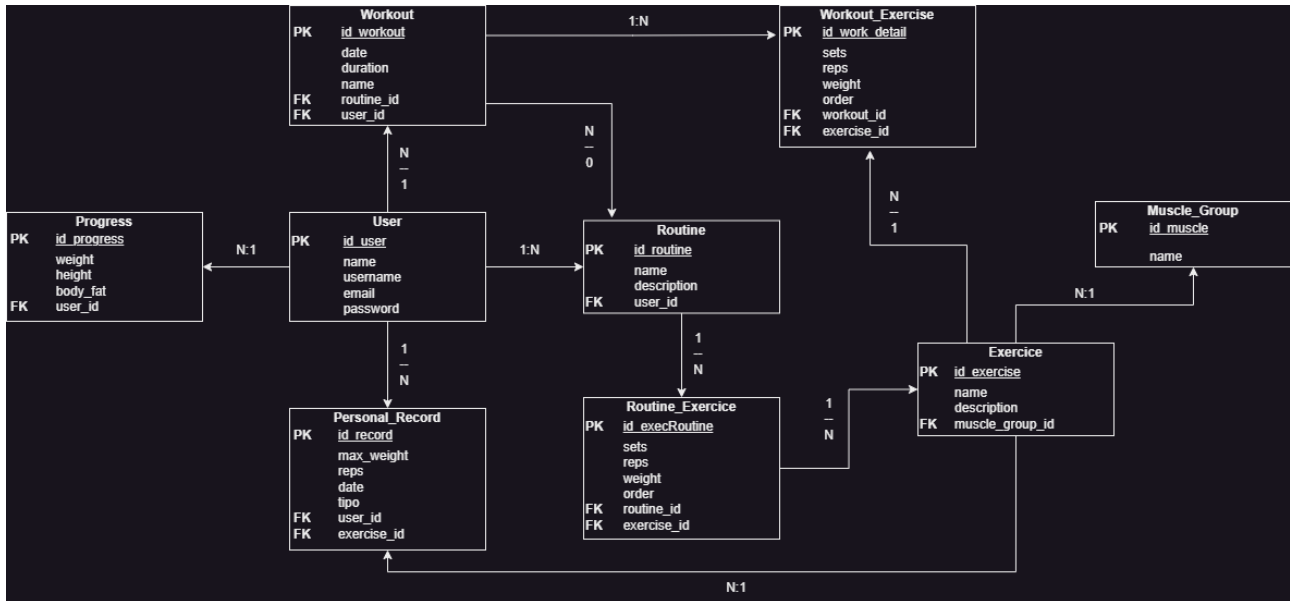 Workout
PK id_workout
date
duration
name
FK routine_id
FK user_id
1:N
Workout_Exercise
PK id_work_detail
sets
reps
weight
order
FK workout_id
FK exercise_id
N
—
0
N
—
1
N
—
1
Progress
PK id_progress
weight
height
body_fat
FK user_id
N:1
User
PK id_user
name
username
email
password
1:N
Routine
PK id_routine
name
description
FK user_id
Muscle_Group
PK id_muscle
name
N:1
1
—
N
1
—
N
Exercice
PK id_exercise
name
description
FK muscle_group_id
Personal_Record
PK id_record
max_weight
reps
date
tipo
FK user_id
FK exercise_id
Routine_Exercice
PK id_execRoutine
sets
reps
weight
order
FK routine_id
FK exercise_id
1
—
N
N:1